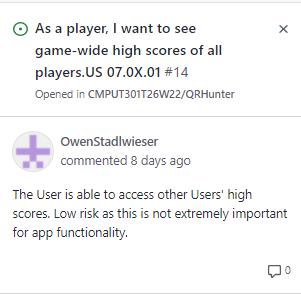 As a player, I want to see
game-wide high scores of all
players.US 07.0X.01 #14
Opened in CMPUT301T26W22/QRHunter
OwenStadlwieser
commented 8 days ago
The User is able to access other Users' high
scores. Low risk as this is not extremely important
for app functionality.
0